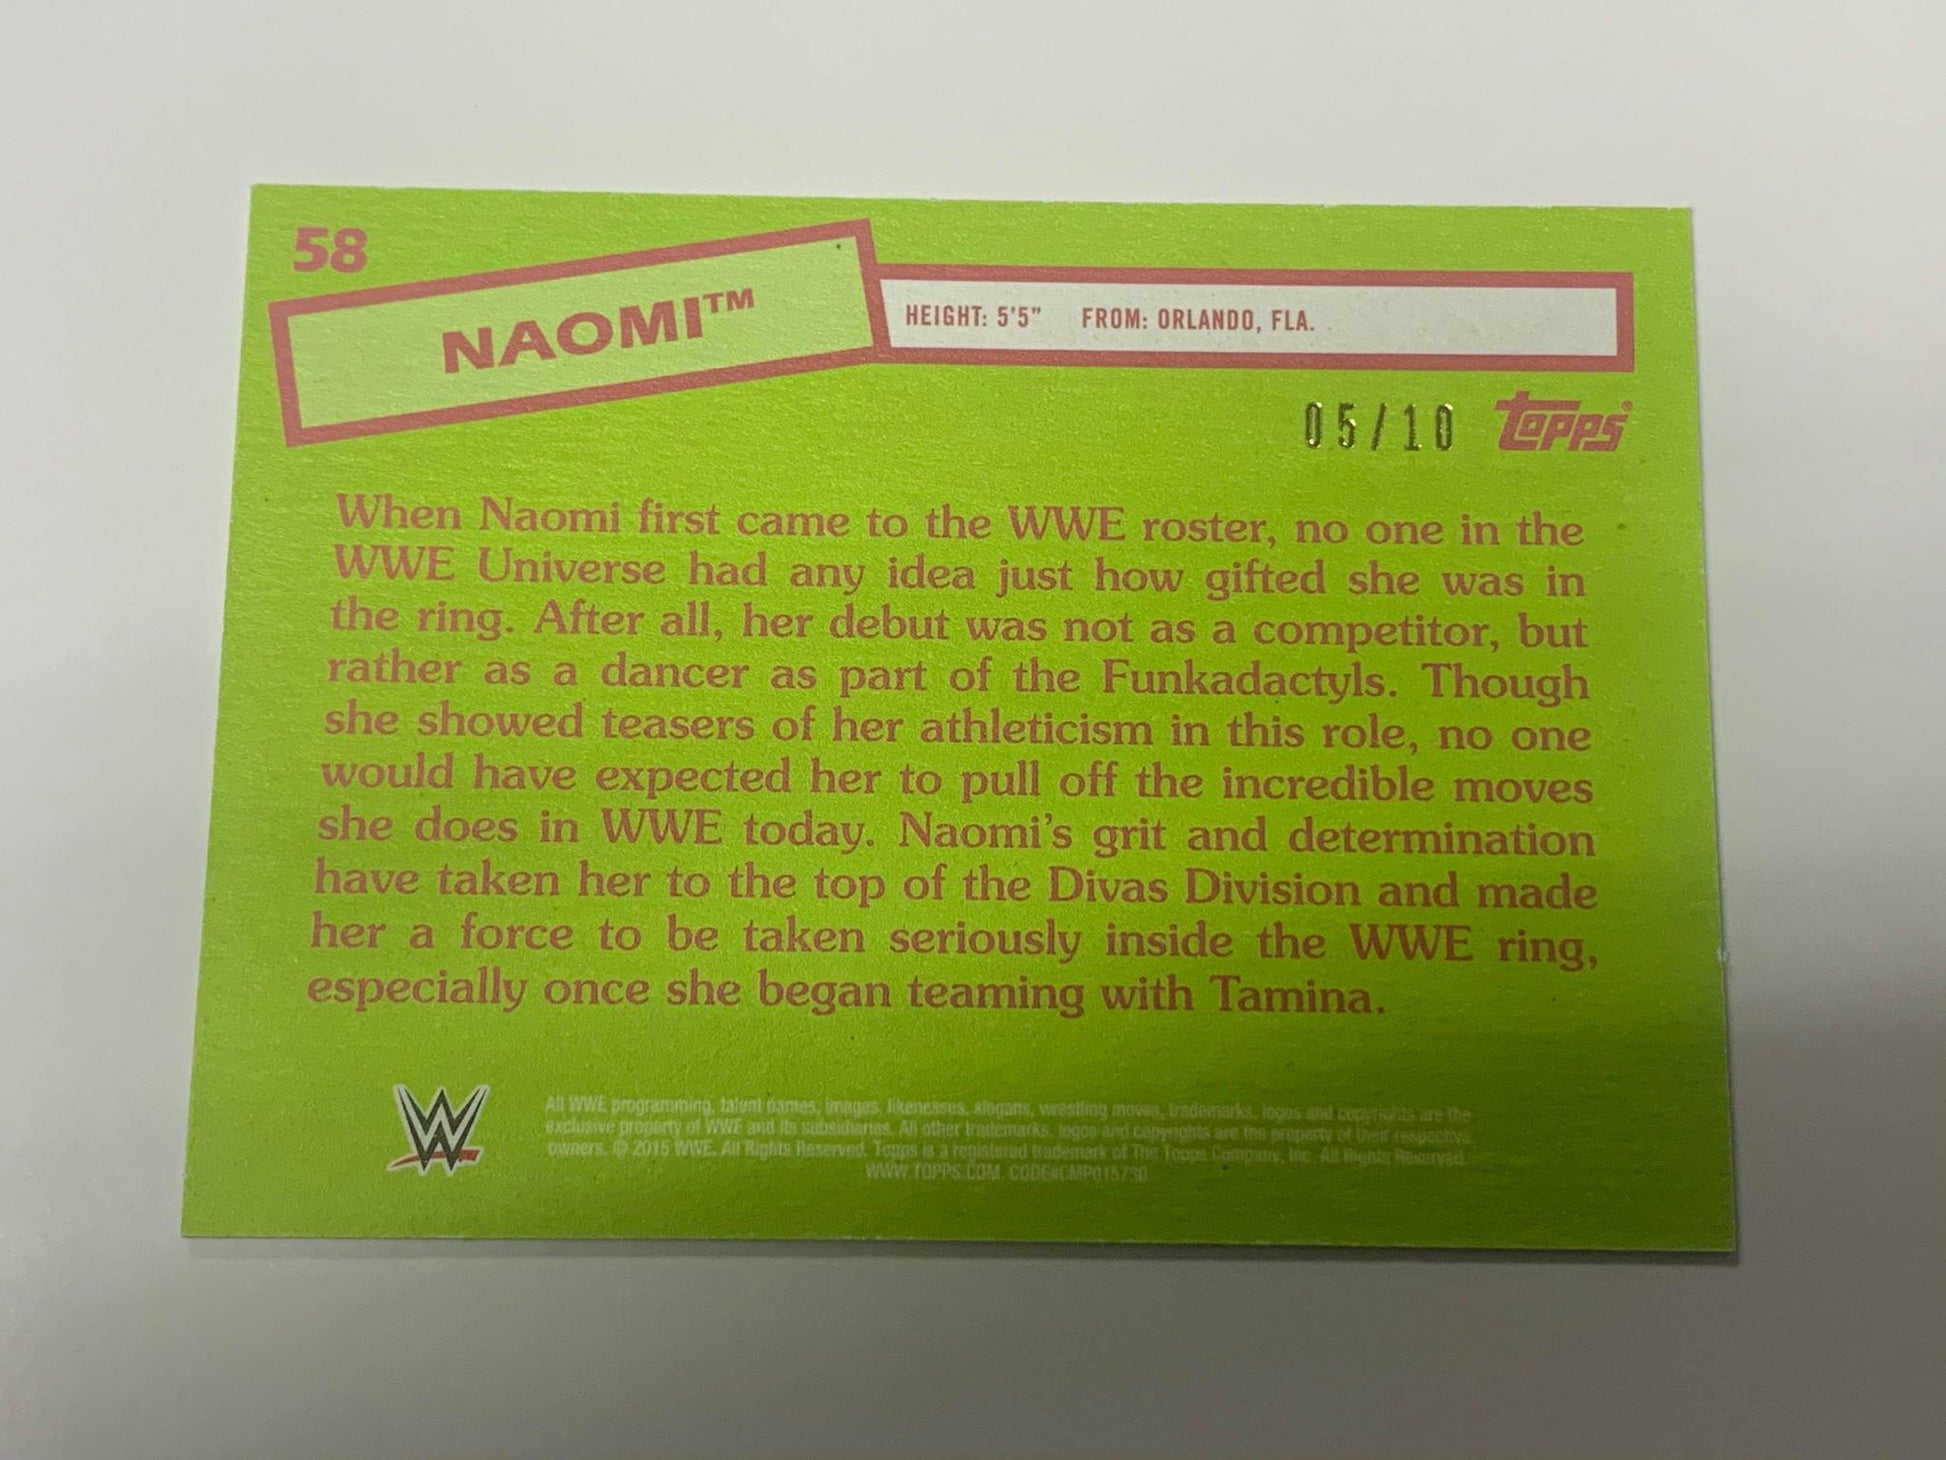 58
NAOMI™
HEIGHT: 5'5" FROM: ORLANDO, FLA.
05/10 Topps®
When Naomi first came to the WWE roster, no one in the
WWE Universe had any idea just how gifted she was in
the ring. After all, her debut was not as a competitor, but
rather as a dancer as part of the Funkadactyls. Though
she showed teasers of her athleticism in this role, no one
would have expected her to pull off the incredible moves
she does in WWE today. Naomi's grit and determination
have taken her to the top of the Divas Division and made
her a force to be taken seriously inside the WWE ring,
especially once she began teaming with Tamina.
W
All WWE programming, talent names, images, likenesses, slogans, wrestling moves, trademarks, logos and copyrights are the
exclusive property of WWE and its subsidiaries. All other trademarks, logos and copyrights are the property of their respective
owners. © 2015 WWE. All Rights Reserved. Topps is a registered trademark of The Topps Company, Inc. All Rights Reserved.
WWW.TOPPS.COM. CODE#CMP015730